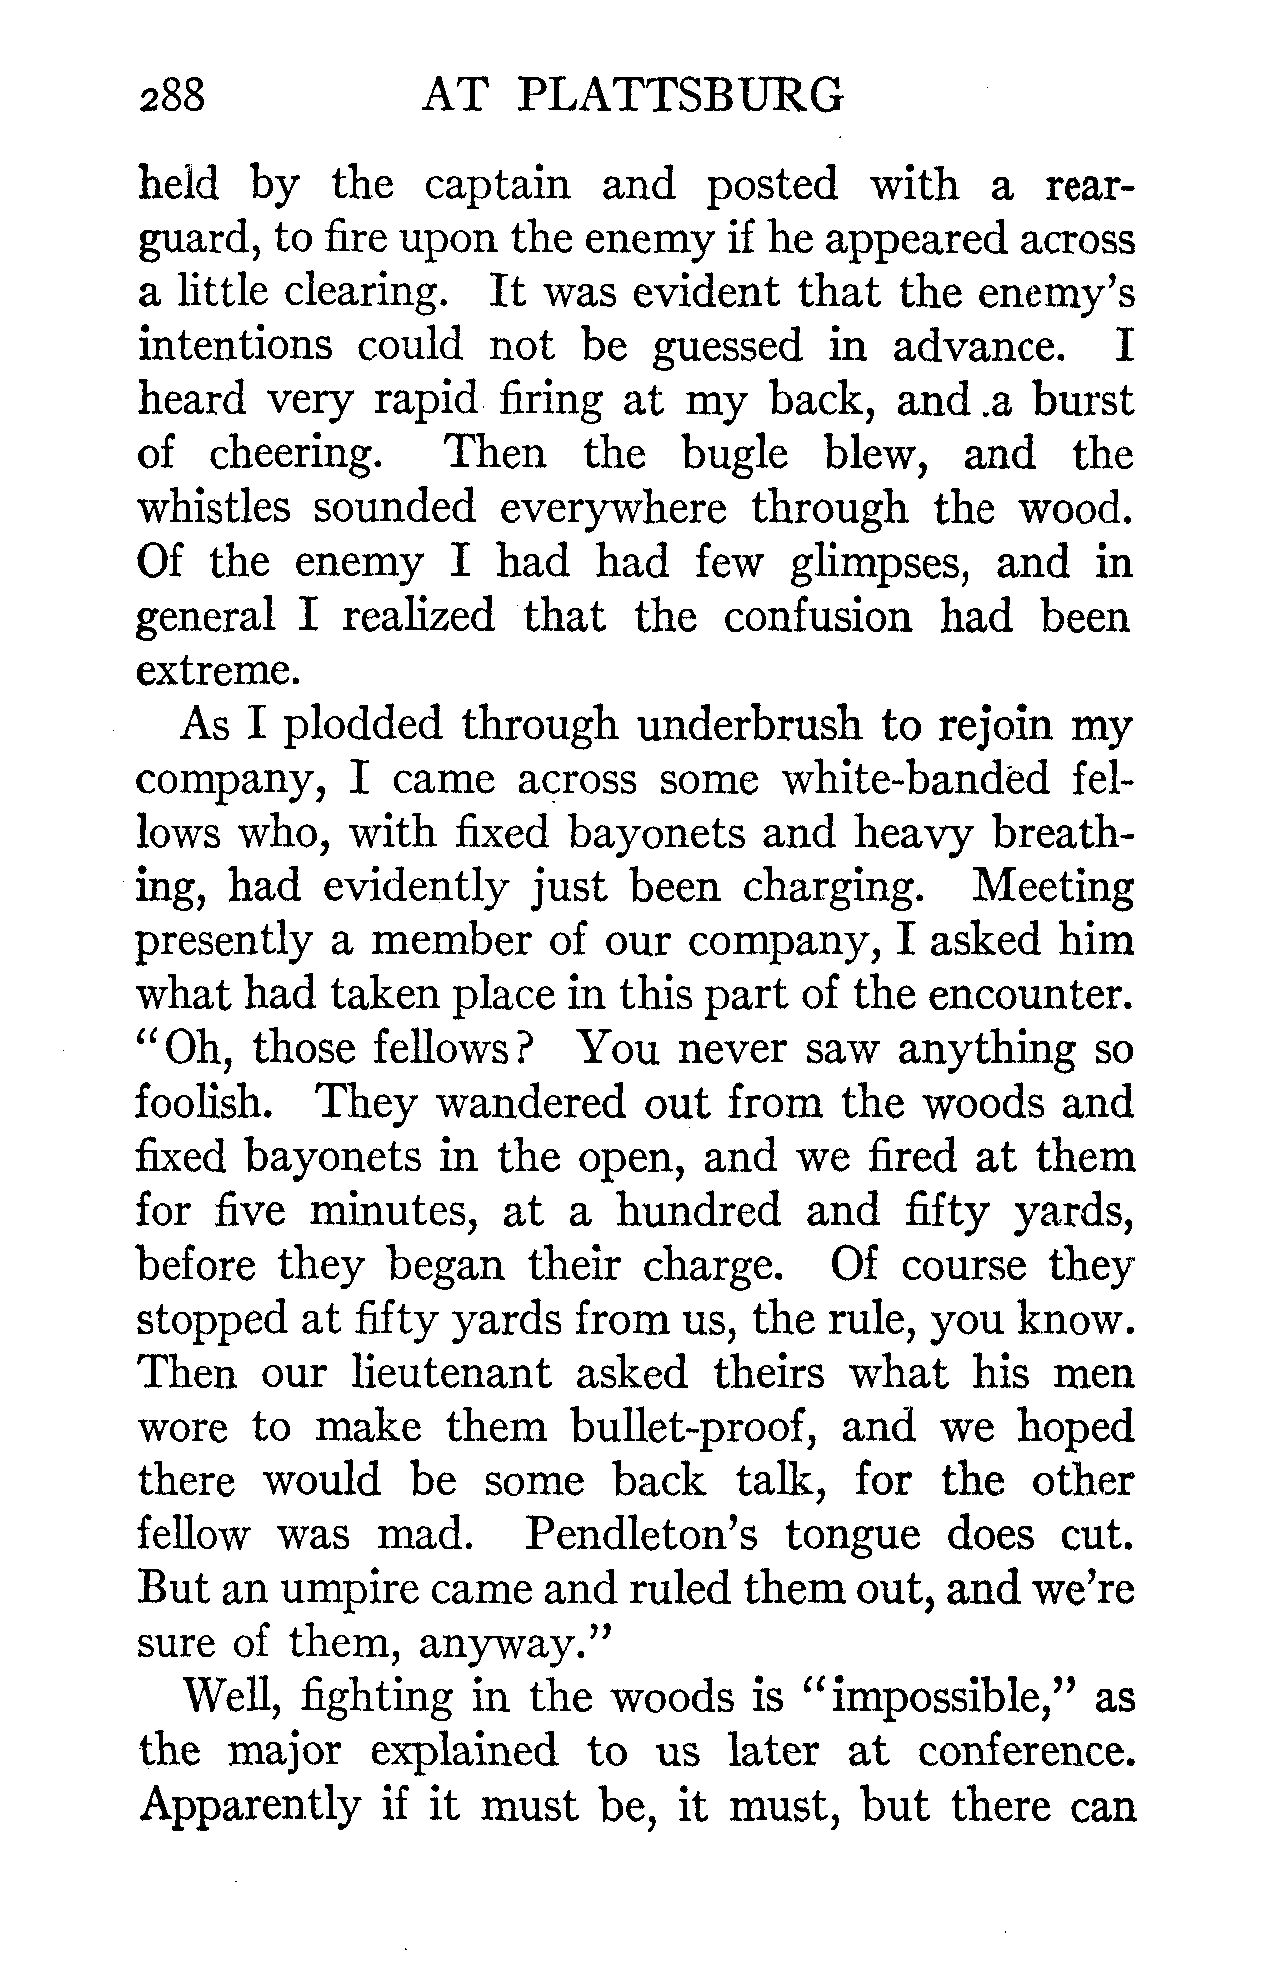 288 AT PLATTSBURG
held by the captain and posted with a rear-
guard, to fire upon the enemy if he appeared across
a little clearing. It was evident that the enemy's
intentions could not be guessed in advance. I
heard very rapid firing at my back, and a burst
of cheering. Then the bugle blew, and the
whistles sounded everywhere through the wood.
Of the enemy I had had few glimpses, and in
general I realized that the confusion had been
extreme.
As I plodded through underbrush to rejoin my
company, I came across some white-banded fel-
lows who, with fixed bayonets and heavy breath-
ing, had evidently just been charging. Meeting
presently a member of our company, I asked him
what had taken place in this part of the encounter.
"Oh, those fellows? You never saw anything so
foolish. They wandered out from the woods and
fixed bayonets in the open, and we fired at them
for five minutes, at a hundred and fifty yards,
before they began their charge. Of course they
stopped at fifty yards from us, the rule, you know.
Then our lieutenant asked theirs what his men
wore to make them bullet-proof, and we hoped
there would be some back talk, for the other
fellow was mad. Pendleton's tongue does cut.
But an umpire came and ruled them out, and we're
sure of them, anyway."
Well, fighting in the woods is "impossible," as
the major explained to us later at conference.
Apparently if it must be, it must, but there can